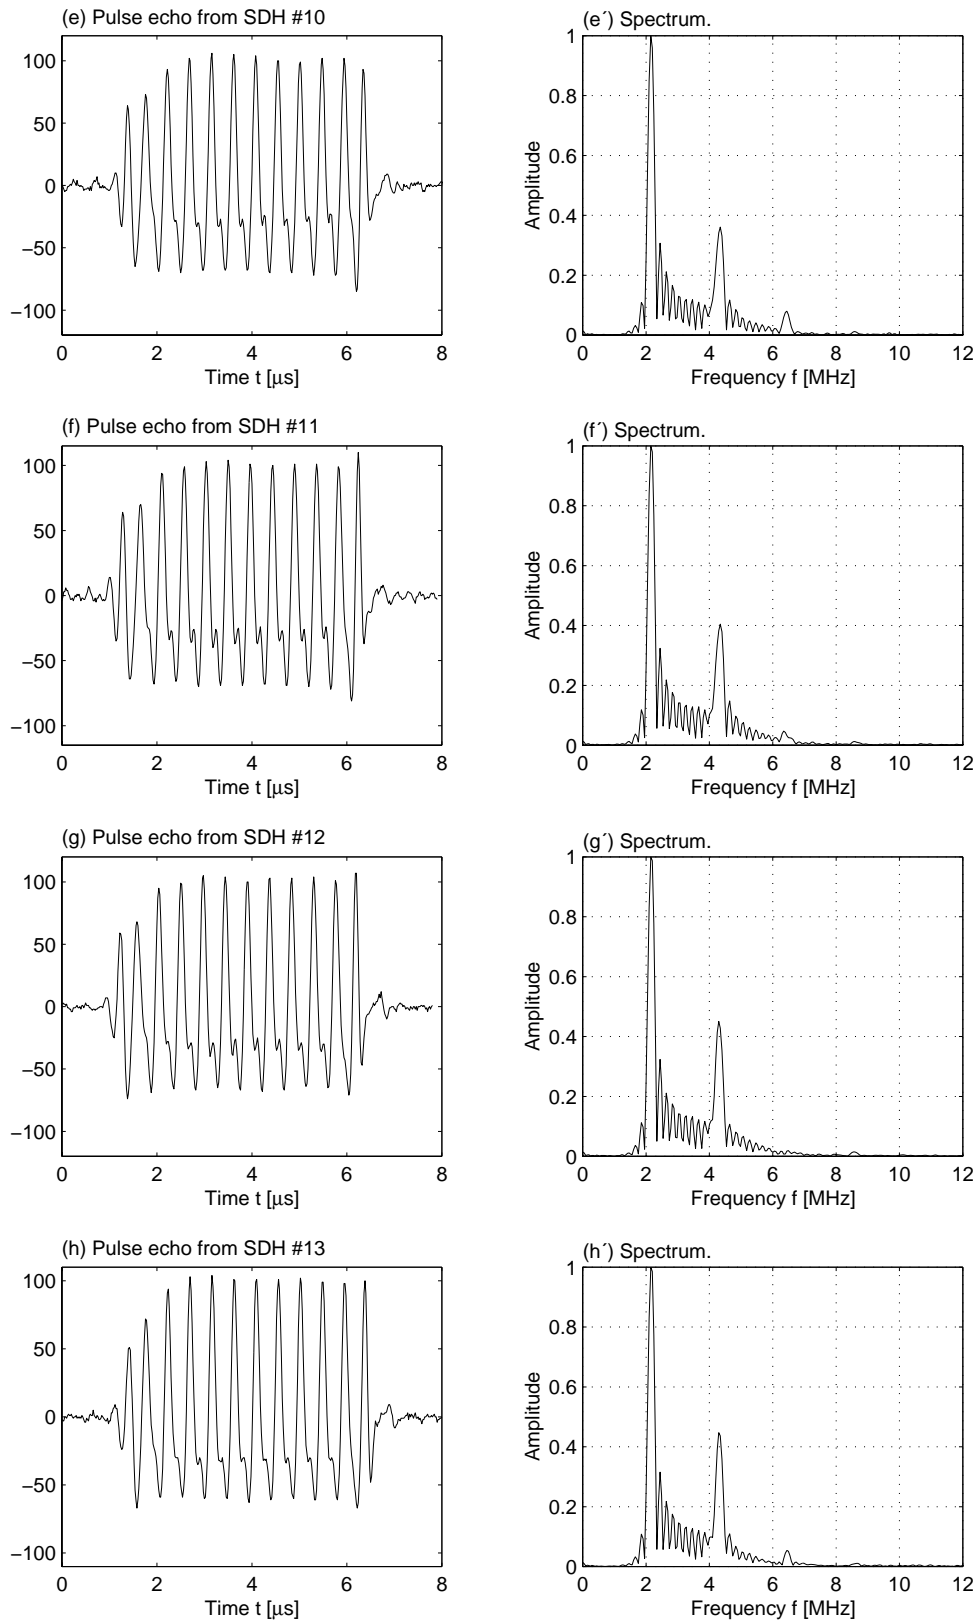 (e) Pulse echo from SDH #10
100
50
0
−50
−100
0 2 4 6 8
Time t [μs]
(e´) Spectrum.
1
0.8
0.6
0.4
0.2
0
Amplitude
0 2 4 6 8 10 12
Frequency f [MHz]
(f) Pulse echo from SDH #11
100
50
0
−50
−100
0 2 4 6 8
Time t [μs]
(f´) Spectrum.
1
0.8
0.6
0.4
0.2
0
Amplitude
0 2 4 6 8 10 12
Frequency f [MHz]
(g) Pulse echo from SDH #12
100
50
0
−50
−100
0 2 4 6 8
Time t [μs]
(g´) Spectrum.
1
0.8
0.6
0.4
0.2
0
Amplitude
0 2 4 6 8 10 12
Frequency f [MHz]
(h) Pulse echo from SDH #13
100
50
0
−50
−100
0 2 4 6 8
Time t [μs]
(h´) Spectrum.
1
0.8
0.6
0.4
0.2
0
Amplitude
0 2 4 6 8 10 12
Frequency f [MHz]